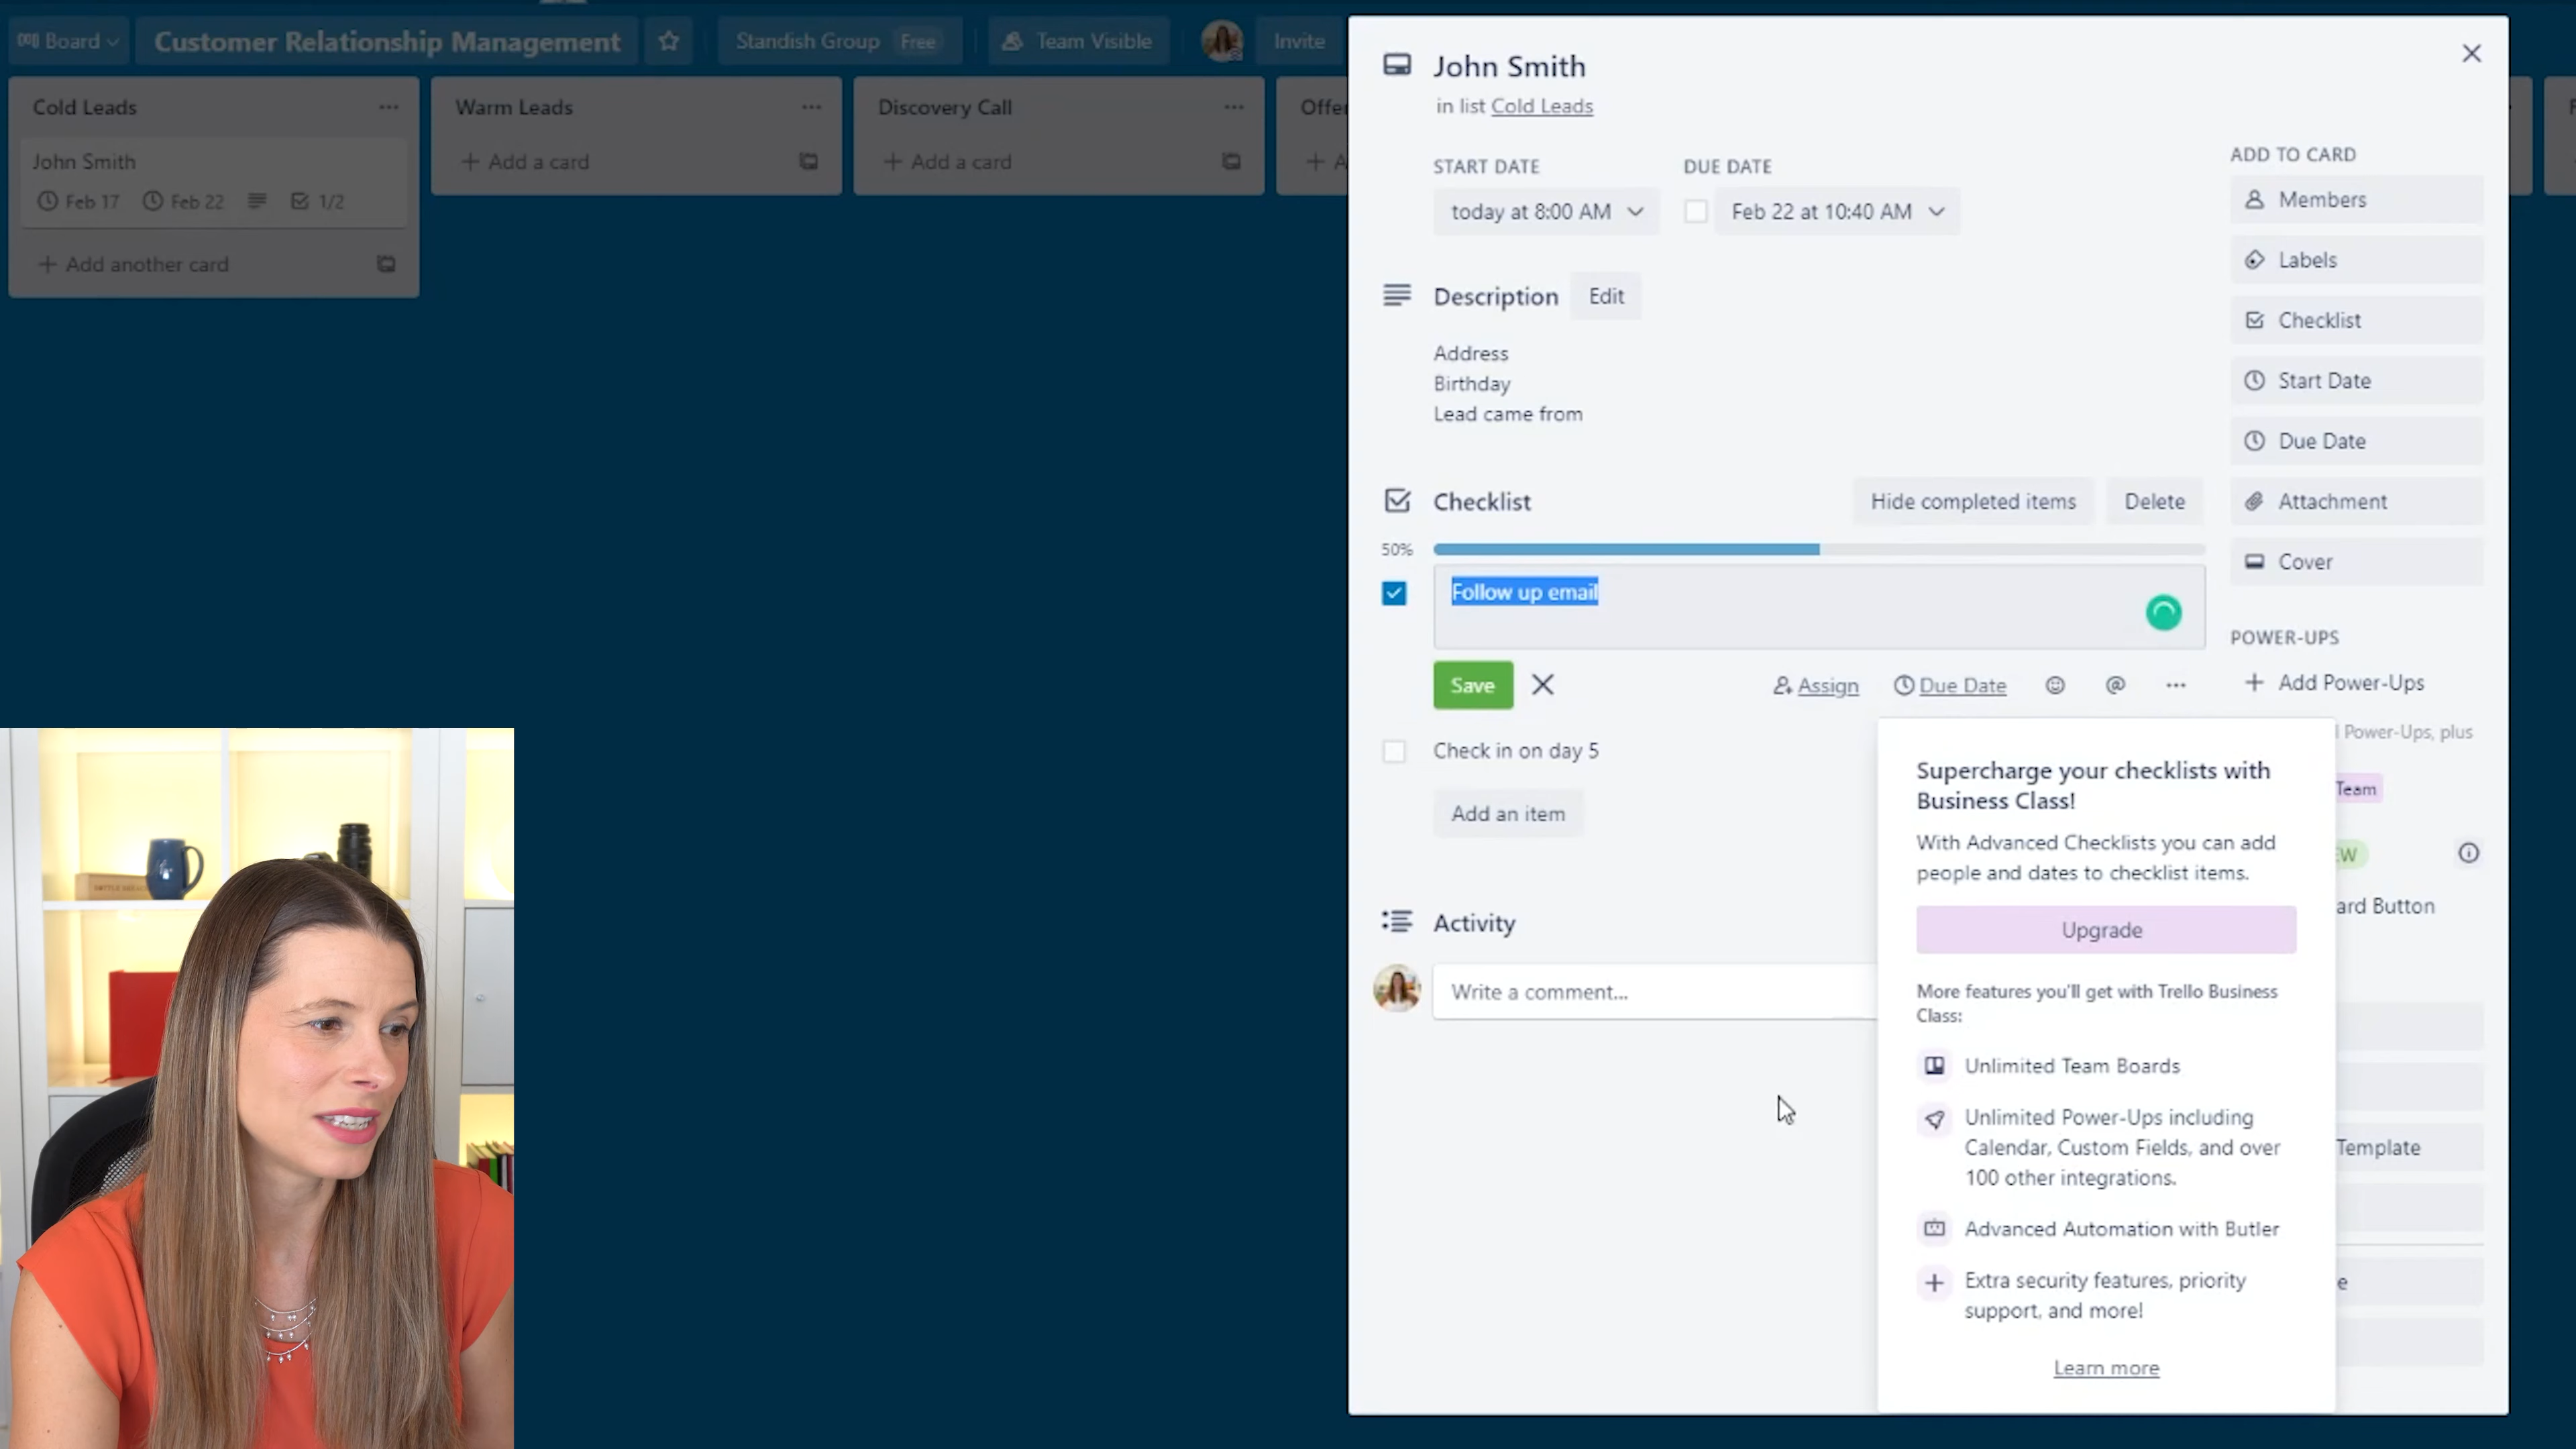 Board
Customer Relationship Management
Standish Group Free
Team Visible
Invite
Cold Leads
John Smith
Feb 17 Feb 22 1/2
+ Add another card
Warm Leads
+ Add a card
Discovery Call
+ Add a card
John Smith
in list Cold Leads
START DATE
today at 8:00 AM
DUE DATE
Feb 22 at 10:40 AM
Description Edit
Address
Birthday
Lead came from
Checklist
Hide completed items Delete
50%
Follow up email
Save
Assign Due Date @ ...
Check in on day 5
Add an item
Activity
Write a comment...
ADD TO CARD
Members
Labels
Checklist
Start Date
Due Date
Attachment
Cover
POWER-UPS
+ Add Power-Ups
Power-Ups, plus
Team
Supercharge your checklists with
Business Class!
With Advanced Checklists you can add
people and dates to checklist items.
Upgrade
More features you'll get with Trello Business
Class:
Unlimited Team Boards
Unlimited Power-Ups including
Calendar, Custom Fields, and over
100 other integrations.
Advanced Automation with Butler
Extra security features, priority
support, and more!
Learn more
Button
Template